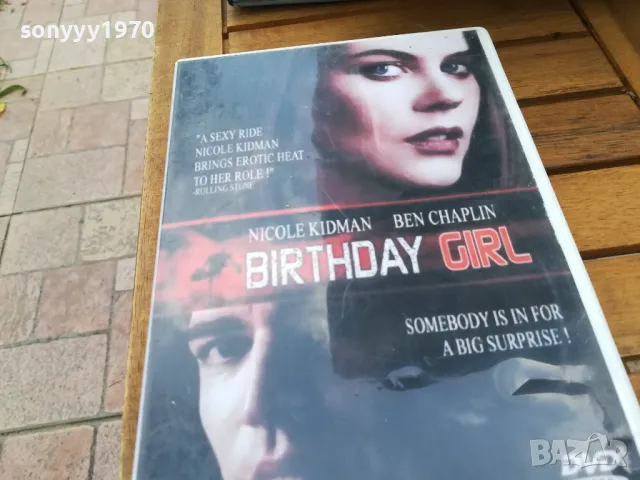 sonyyy1970
"A SEXY RIDE
NICOLE KIDMAN
BRINGS EROTIC HEAT
TO HER ROLE !"
-ROLLING STONE
NICOLE KIDMAN BEN CHAPLIN
BIRTHDAY GIRL
SOMEBODY IS IN FOR
A BIG SURPRISE !
DVD
BAZAR